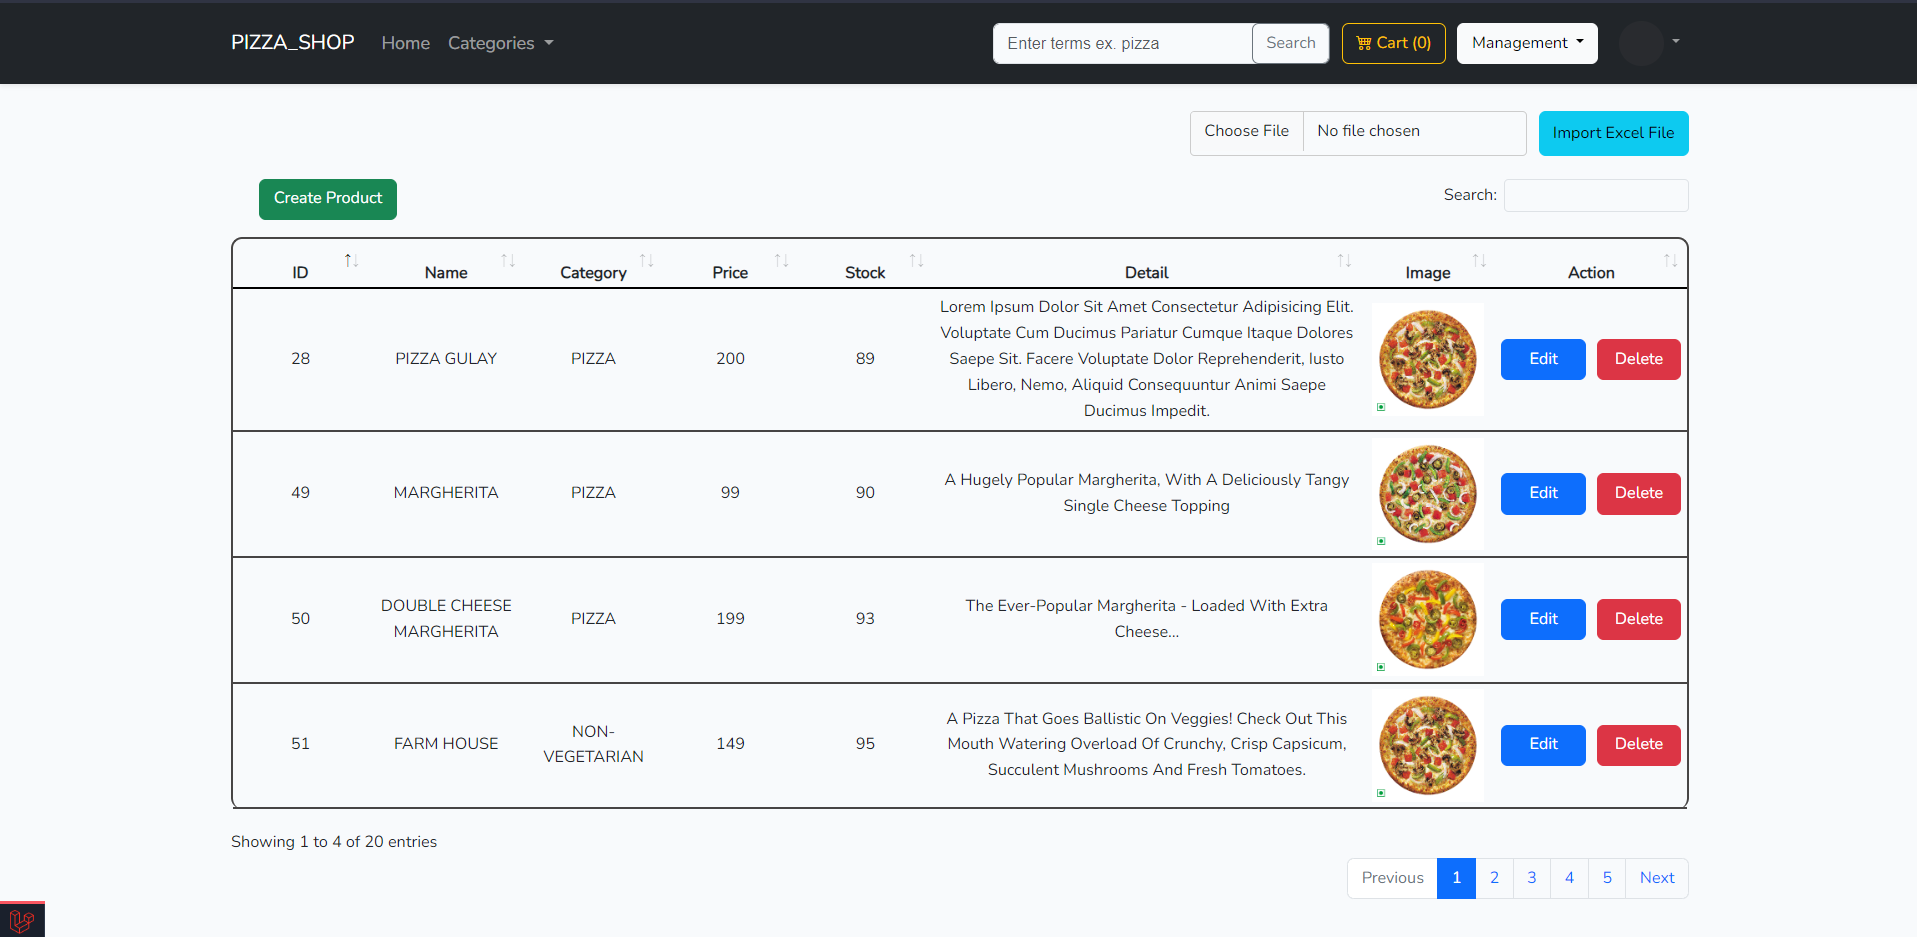 PIZZA_SHOP Home Categories Enter terms ex. pizza Search Cart (0) Management
Choose File No file chosen Import Excel File
Create Product Search:
ID Name Category Price Stock Detail Image Action
28 PIZZA GULAY PIZZA 200 89 Lorem Ipsum Dolor Sit Amet Consectetur Adipisicing Elit.
Voluptate Cum Ducimus Pariatur Cumque Itaque Dolores
Saepe Sit. Facere Voluptate Dolor Reprehenderit, Iusto
Libero, Nemo, Aliquid Consequuntur Animi Saepe
Ducimus Impedit. Edit Delete
49 MARGHERITA PIZZA 99 90 A Hugely Popular Margherita, With A Deliciously Tangy
Single Cheese Topping Edit Delete
50 DOUBLE CHEESE
MARGHERITA PIZZA 199 93 The Ever-Popular Margherita - Loaded With Extra
Cheese... Edit Delete
51 FARM HOUSE NON-
VEGETARIAN 149 95 A Pizza That Goes Ballistic On Veggies! Check Out This
Mouth Watering Overload Of Crunchy, Crisp Capsicum,
Succulent Mushrooms And Fresh Tomatoes. Edit Delete
Showing 1 to 4 of 20 entries
Previous 1 2 3 4 5 Next